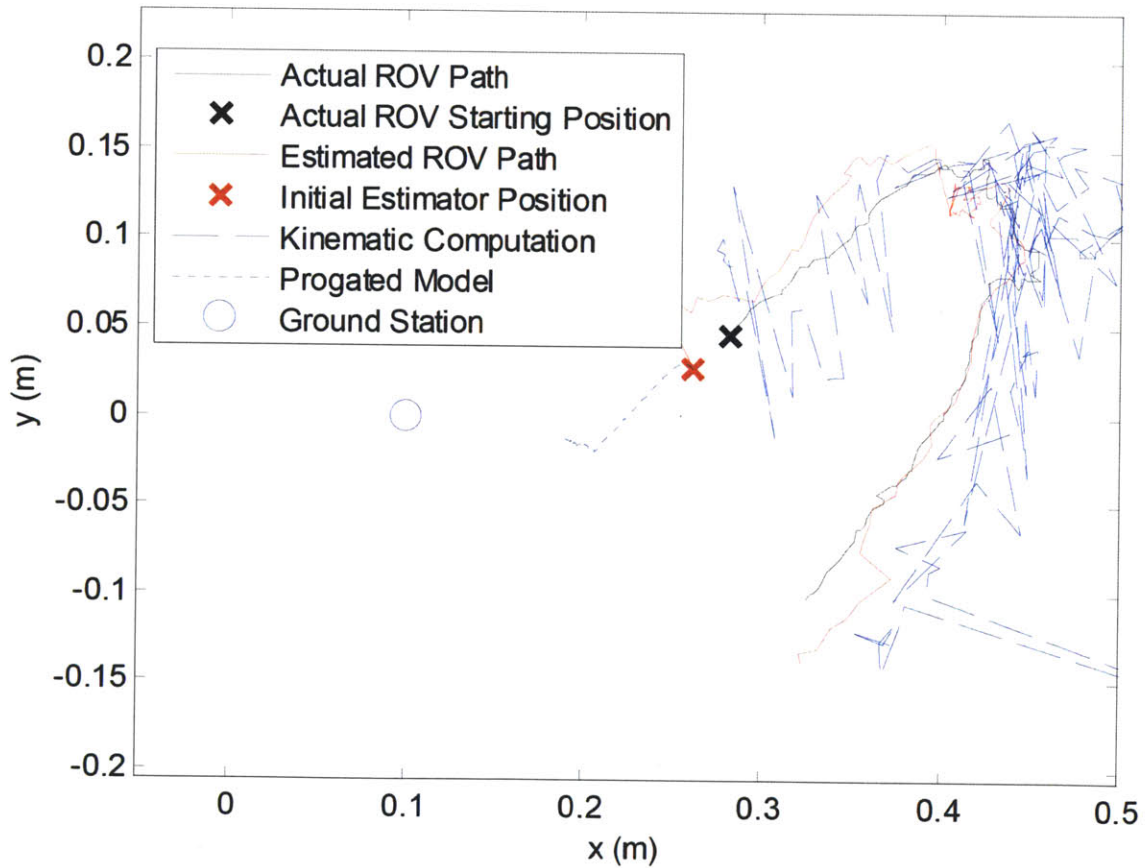 0.2
0.15
0.1
0.05
0
-0.05
-0.1
-0.15
-0.2
y (m)
Actual ROV Path
Actual ROV Starting Position
Estimated ROV Path
Initial Estimator Position
Kinematic Computation
Progated Model
Ground Station
0 0.1 0.2 0.3 0.4 0.5
x (m)